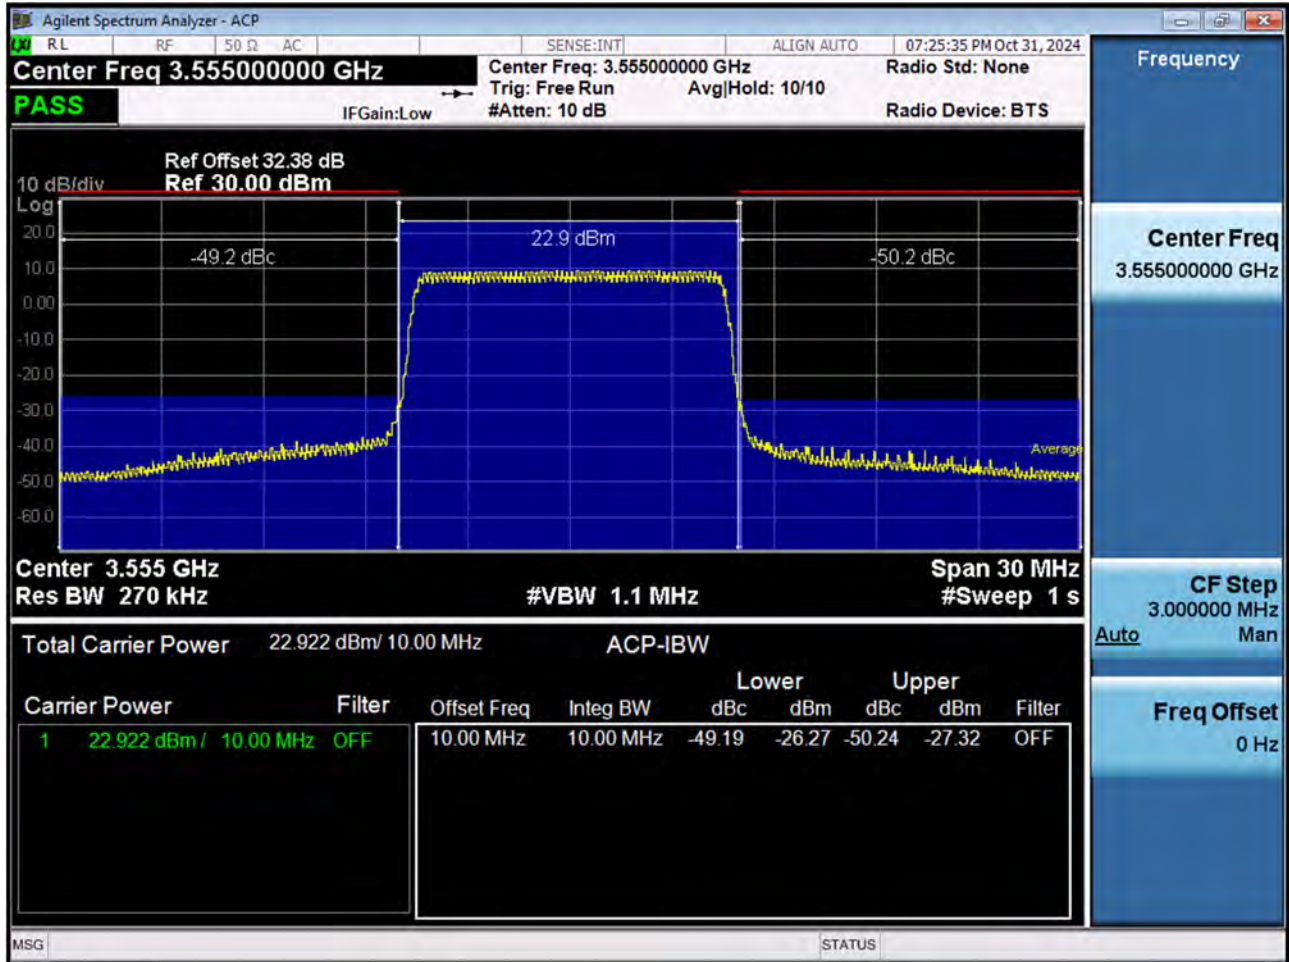 Agilent Spectrum Analyzer - ACP
LXI RL RF 50 Ω AC SENSE:INT ALIGN AUTO 07:25:35 PM Oct 31, 2024
Center Freq 3.555000000 GHz
PASS
IFGain:Low
Center Freq: 3.555000000 GHz
Trig: Free Run Avg|Hold: 10/10
#Atten: 10 dB
Radio Std: None
Radio Device: BTS
Ref Offset 32.38 dB
10 dB/div Ref 30.00 dBm
Log
20.0
10.0
0.00
-10.0
-20.0
-30.0
-40.0
-50.0
-60.0
-49.2 dBc
22.9 dBm
-50.2 dBc
Average
Center 3.555 GHz Span 30 MHz
Res BW 270 kHz #VBW 1.1 MHz #Sweep 1 s
Total Carrier Power 22.922 dBm/ 10.00 MHz ACP-IBW
Lower Upper
Carrier Power Filter Offset Freq Integ BW dBc dBm dBc dBm Filter
1 22.922 dBm / 10.00 MHz OFF 10.00 MHz 10.00 MHz -49.19 -26.27 -50.24 -27.32 OFF
MSG STATUS
Frequency
Center Freq
3.555000000 GHz
CF Step
3.000000 MHz
Auto Man
Freq Offset
0 Hz